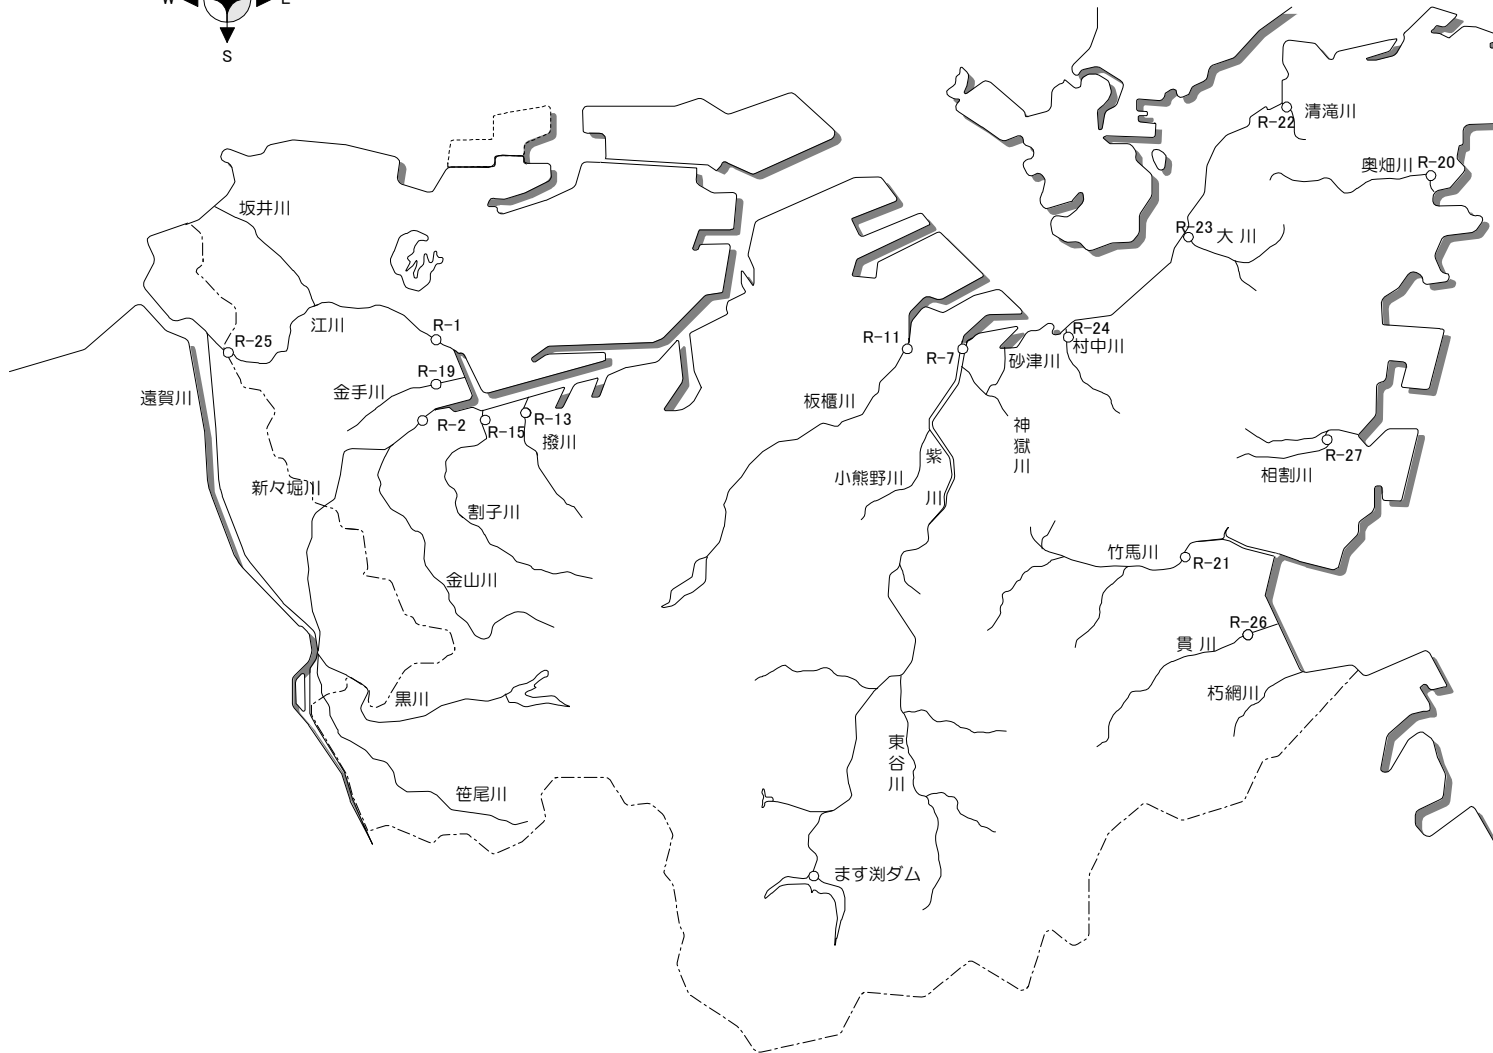 W
E
S
清滝川
R-22
奥畑川
R-20
坂井川
R-23
大川
江川
R-1
R-25
R-11
R-7
R-24
村中川
砂津川
R-19
金手川
遠賀川
板櫃川
R-2
R-15
R-13
撥川
神
嶽
川
紫
川
R-27
小熊野川
相割川
新々堀川
割子川
竹馬川
R-21
金山川
R-26
貫川
黒川
朽網川
東
谷
川
笹尾川
ます渕ダム